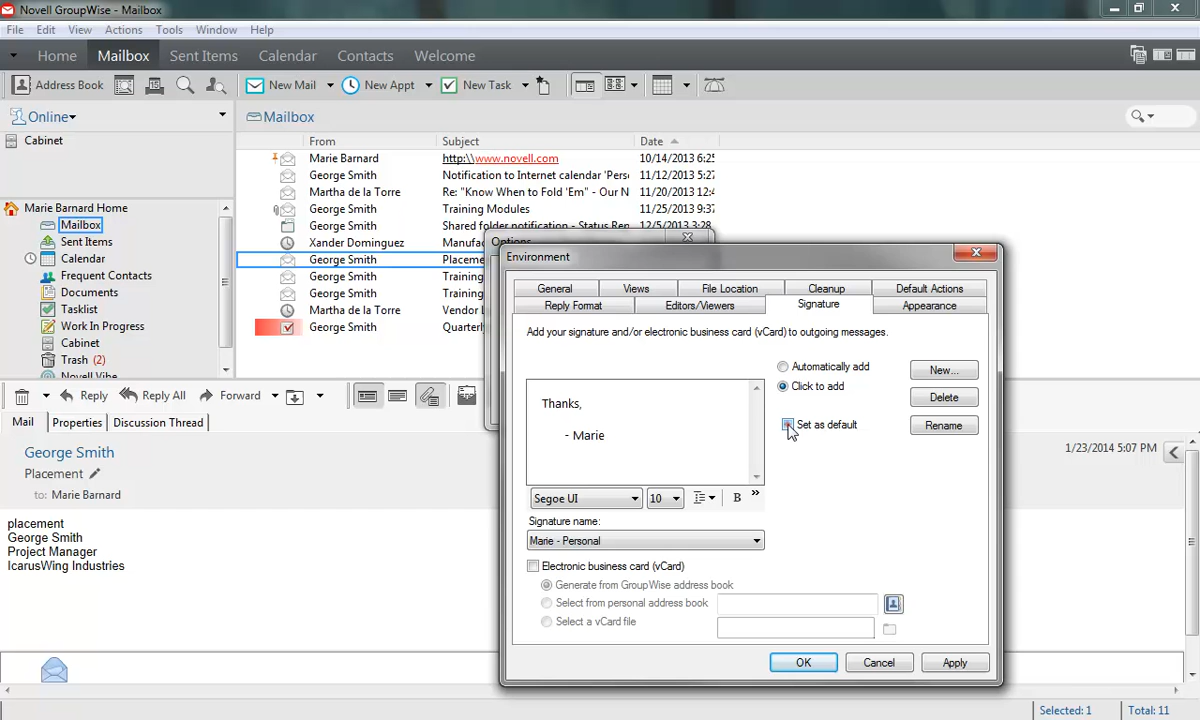 Novell GroupWise - Mailbox
File Edit View Actions Tools Window Help
Home Mailbox Sent Items Calendar Contacts Welcome
Address Book New Mail New Appt New Task
Online
Mailbox
Cabinet
From Subject Date
Marie Barnard http:\\www.novell.com 10/14/2013 6:25
George Smith Notification to Internet calendar 'Perso 11/12/2013 5:27
Martha de la Torre Re: "Know When to Fold 'Em" - Our N 11/20/2013 12:4
George Smith Training Modules 11/25/2013 9:37
George Smith Shared folder notification - Status Re 12/5/2013 3:28
Xander Dominguez Manufac
George Smith Placeme
George Smith Training
George Smith Training
Martha de la Torre Vendor L
George Smith Quarterly
Marie Barnard Home
Mailbox
Sent Items
Calendar
Frequent Contacts
Documents
Tasklist
Work In Progress
Cabinet
Trash (2)
Novell Vibe
Reply Reply All Forward
Mail Properties Discussion Thread
George Smith
Placement
to: Marie Barnard
1/23/2014 5:07 PM
placement
George Smith
Project Manager
IcarusWing Industries
Options
Environment
General Views File Location Cleanup Default Actions
Reply Format Editors/Viewers Signature Appearance
Add your signature and/or electronic business card (vCard) to outgoing messages.
Automatically add
Click to add
Set as default
New...
Delete
Rename
Thanks,
- Marie
Segoe UI 10 B »
Signature name:
Marie - Personal
Electronic business card (vCard)
Generate from GroupWise address book
Select from personal address book
Select a vCard file
OK Cancel Apply
Selected: 1 Total: 11